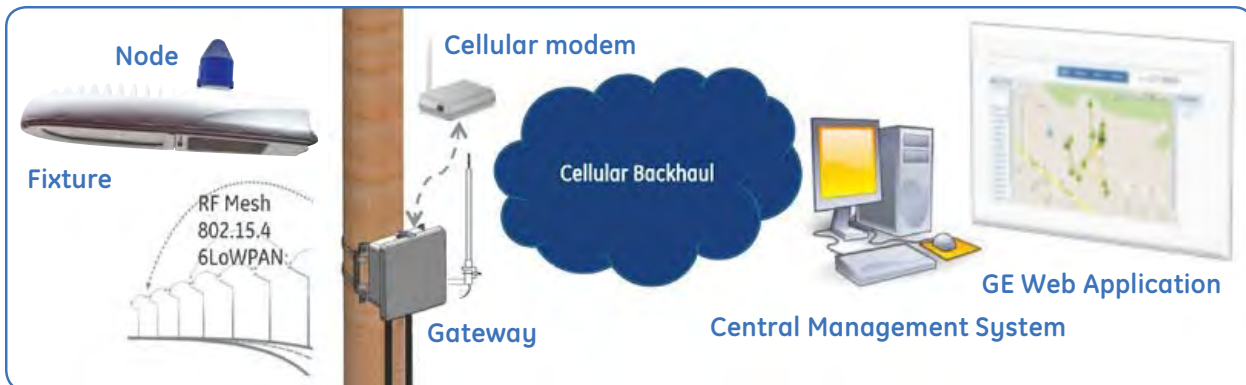 Node
Fixture
RF Mesh
802.15.4
6LoWPAN:
Cellular modem
Gateway
Cellular Backhaul
Central Management System
GE Web Application